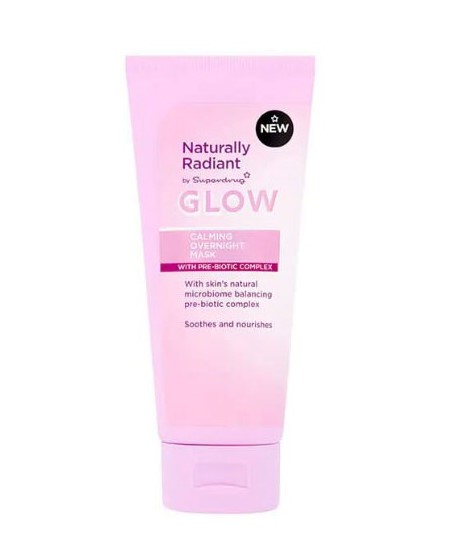 NEW
Naturally
Radiant
by Superdrug
GLOW
CALMING
OVERNIGHT
MASK
WITH PRE-BIOTIC COMPLEX
With skin's natural
microbiome balancing
pre-biotic complex
Soothes and nourishes